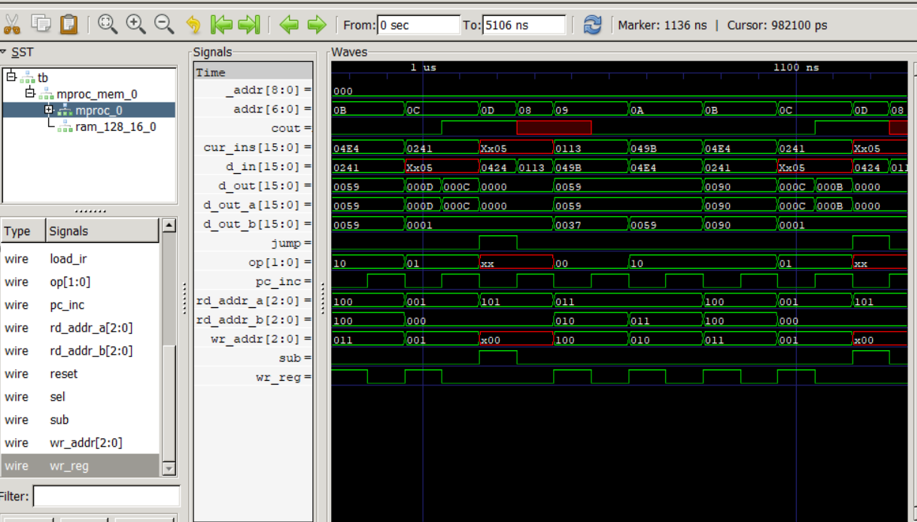 From: 0 sec To: 5106 ns Marker: 1136 ns | Cursor: 982100 ps
SST
tb
mproc_mem_0
mproc_0
ram_128_16_0
Type Signals
wire load_ir
wire op[1:0]
wire pc_inc
wire rd_addr_a[2:0]
wire rd_addr_b[2:0]
wire reset
wire sel
wire sub
wire wr_addr[2:0]
wire wr_reg
Filter:
Signals Waves
Time 1 us 1100 ns
_addr[8:0] = 000
addr[6:0] = 0B 0C 0D 08 09 0A 0B 0C 0D 08
cout =
cur_ins[15:0] = 04E4 0241 Xx05 0113 049B 04E4 0241 Xx05
d_in[15:0] = 0241 Xx05 0424 0113 049B 04E4 0241 Xx05 0424 011
d_out[15:0] = 0059 000D 000C 0000 0059 0090 000C 000B 0000
d_out_a[15:0] = 0059 000D 000C 0000 0059 0090 000C 000B 0000
d_out_b[15:0] = 0059 0001 0037 0059 0090 0001
jump =
op[1:0] = 10 01 xx 00 10 01 xx
pc_inc =
rd_addr_a[2:0] = 100 001 101 011 100 001 101
rd_addr_b[2:0] = 100 000 010 011 100 000
wr_addr[2:0] = 011 001 x00 100 010 011 001 x00
sub =
wr_reg =